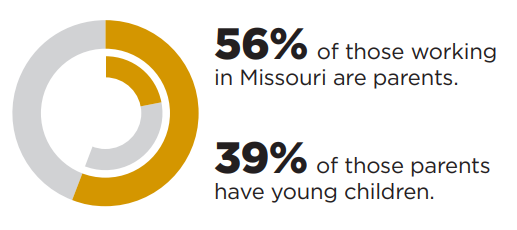 56% of those working
in Missouri are parents.
39% of those parents
have young children.